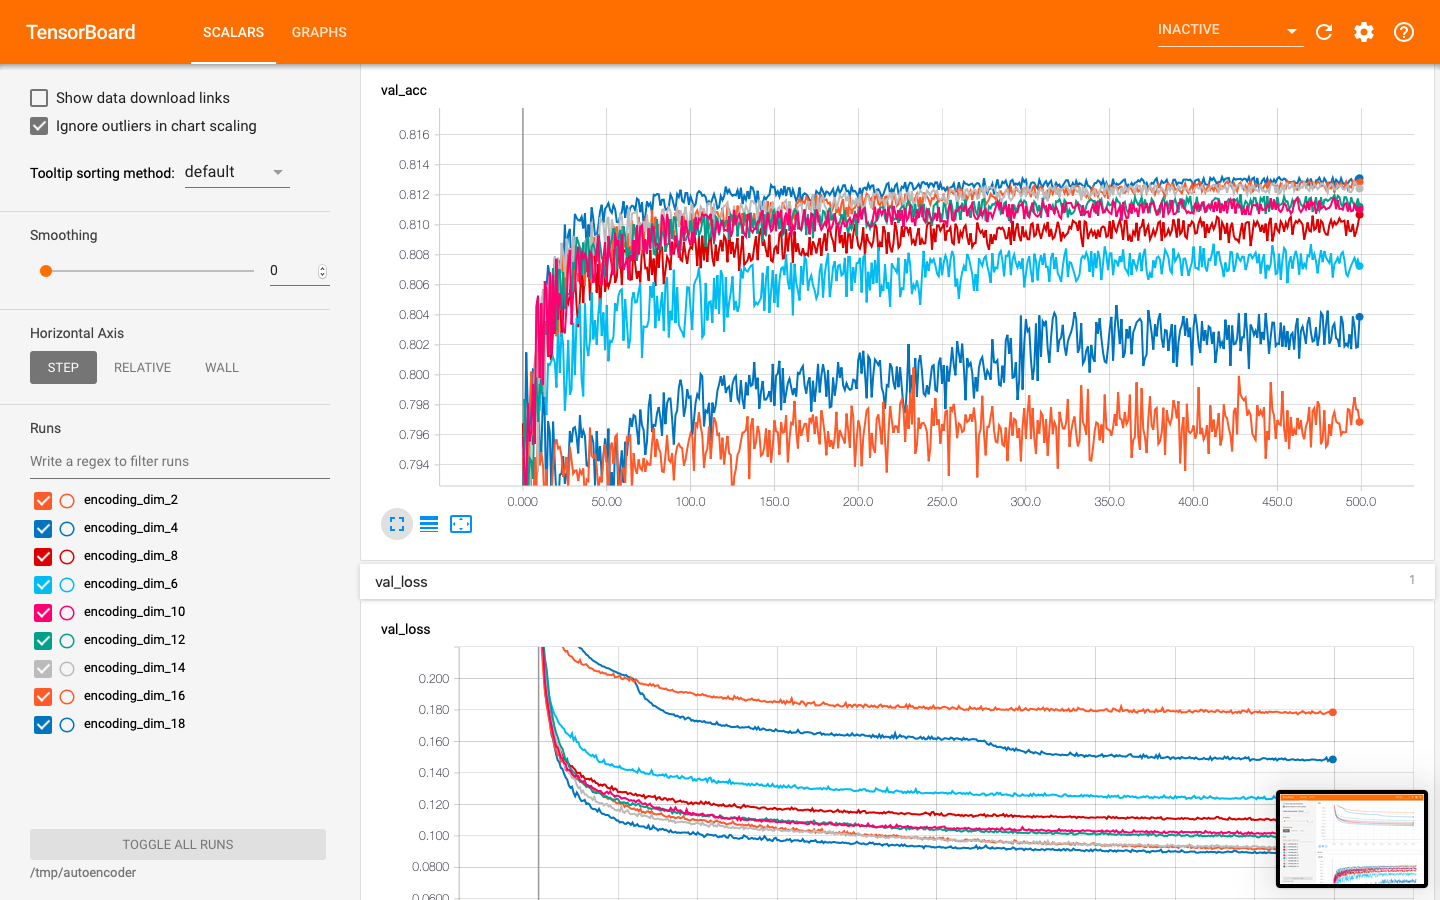 TensorBoard SCALARS GRAPHS INACTIVE
Show data download links
Ignore outliers in chart scaling
Tooltip sorting method: default
Smoothing
0
Horizontal Axis
STEP RELATIVE WALL
Runs
Write a regex to filter runs
encoding_dim_2
encoding_dim_4
encoding_dim_8
encoding_dim_6
encoding_dim_10
encoding_dim_12
encoding_dim_14
encoding_dim_16
encoding_dim_18
TOGGLE ALL RUNS
/tmp/autoencoder
val_acc
0.816
0.814
0.812
0.810
0.808
0.806
0.804
0.802
0.800
0.798
0.796
0.794
0.000 50.00 100.0 150.0 200.0 250.0 300.0 350.0 400.0 450.0 500.0
val_loss 1
val_loss
0.200
0.180
0.160
0.140
0.120
0.100
0.0800
0.0600